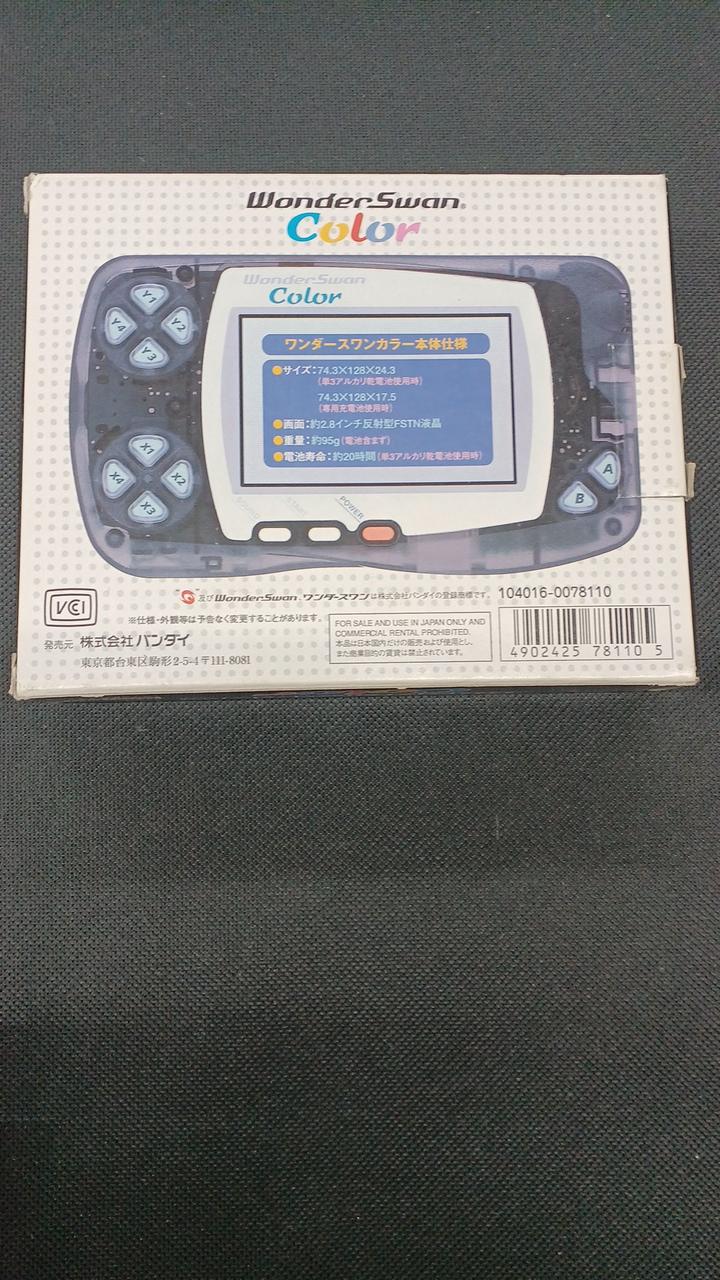 WonderSwan®
Color
WonderSwan
Color
Y1
Y4
Y2
Y3
ワンダースワンカラー本体仕様
●サイズ:74.3×128×24.3
(単3アルカリ乾電池使用時)
74.3×128×17.5
(専用充電池使用時)
●画面:約2.8インチ反射型FSTN液晶
●重量:約95g(電池含まず)
●電池寿命:約20時間(単3アルカリ乾電池使用時)
X1
X4
X2
X3
A
B
SOUND
START
POWER
VCCI
及びWonderSwan、ワンダースワンは株式会社バンダイの登録商標です。
104016-0078110
※仕様・外観等は予告なく変更することがあります。
発売元 株式会社バンダイ
東京都台東区駒形2-5-4〒111-8081
FOR SALE AND USE IN JAPAN ONLY AND
COMMERCIAL RENTAL PROHIBITED.
本品は日本国内だけの販売および使用とし、
また商業目的の賃貸は禁止されています。
4902425 78110 5